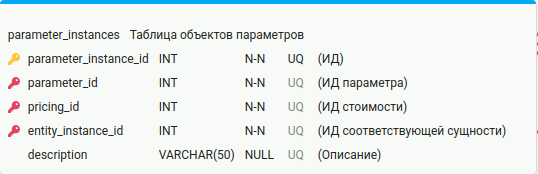 parameter_instances Таблица объектов параметров
parameter_instance_id INT N-N UQ (ИД)
parameter_id INT N-N UQ (ИД параметра)
pricing_id INT N-N UQ (ИД стоимости)
entity_instance_id INT N-N UQ (ИД соответствующей сущности)
description VARCHAR(50) NULL UQ (Описание)